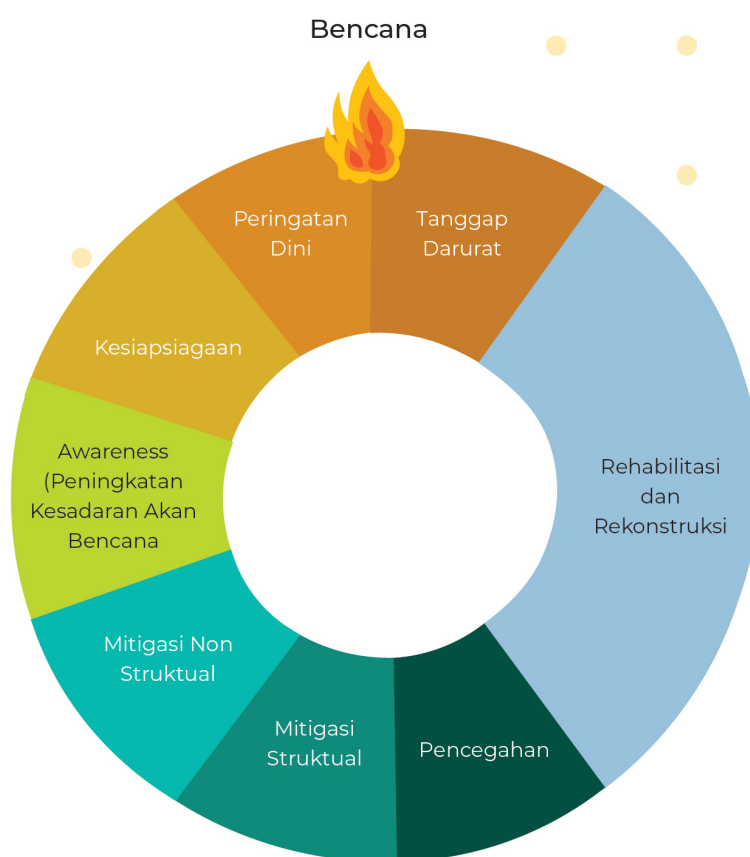 Bencana
Peringatan
Dini
Tanggap
Darurat
Kesiapsiagaan
Awareness
(Peningkatan
Kesadaran Akan
Bencana
Rehabilitasi
dan
Rekonstruksi
Mitigasi Non
Struktual
Mitigasi
Struktual
Pencegahan